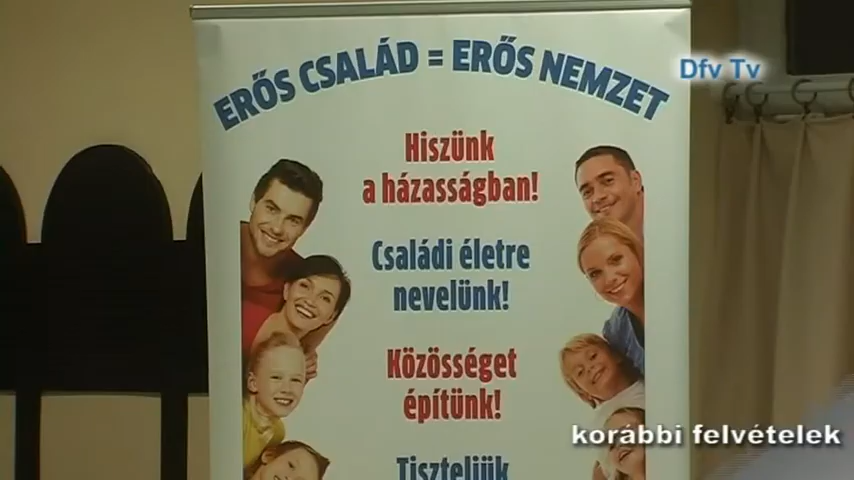 ERŐS CSALÁD = ERŐS NEMZET
Dfv Tv
Hiszünk
a házasságban!
Családi életre
nevelünk!
Közösséget
építünk!
Tiszteljük
korábbi felvételek